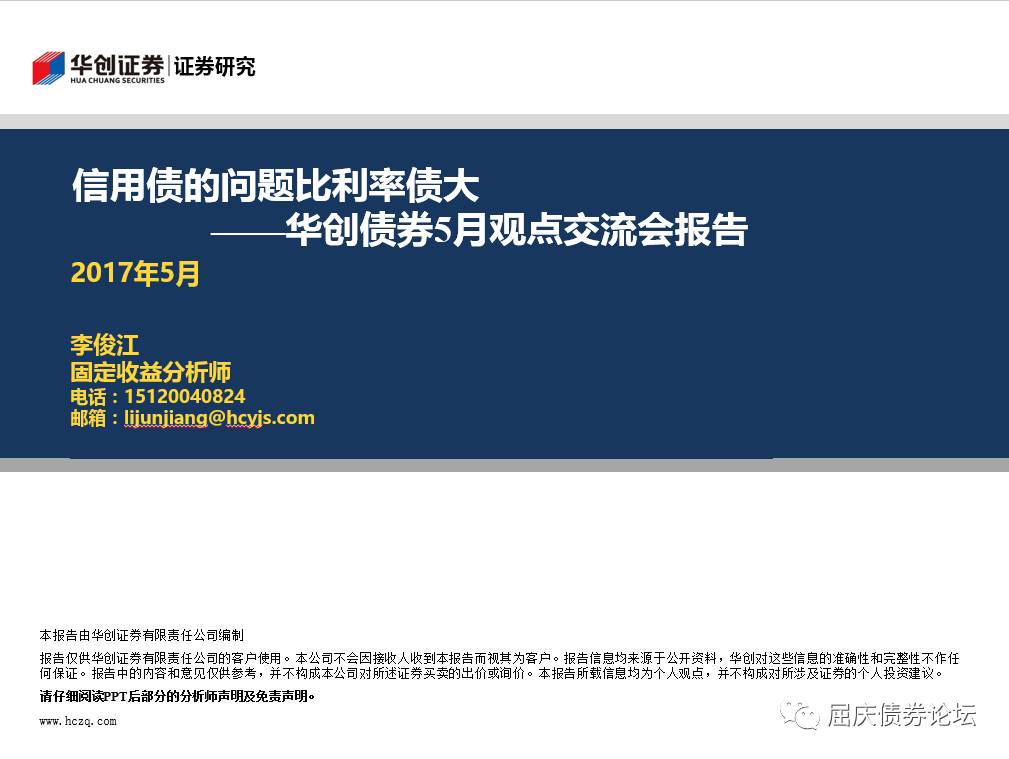 华创证券 证券研究
HUA CHUANG SECURITIES
信用债的问题比利率债大
——华创债券5月观点交流会报告
2017年5月
李俊江
固定收益分析师
电话：15120040824
邮箱：lijunjiang@hcyjs.com
本报告由华创证券有限责任公司编制
报告仅供华创证券有限责任公司的客户使用。本公司不会因接收人收到本报告而视其为客户。报告信息均来源于公开资料，华创对这些信息的准确性和完整性不作任
何保证。报告中的内容和意见仅供参考，并不构成本公司对所述证券买卖的出价或询价。本报告所载信息均为个人观点，并不构成对所涉及证券的个人投资建议。
请仔细阅读PPT后部分的分析师声明及免责声明。
www.hczq.com
屈庆债券论坛